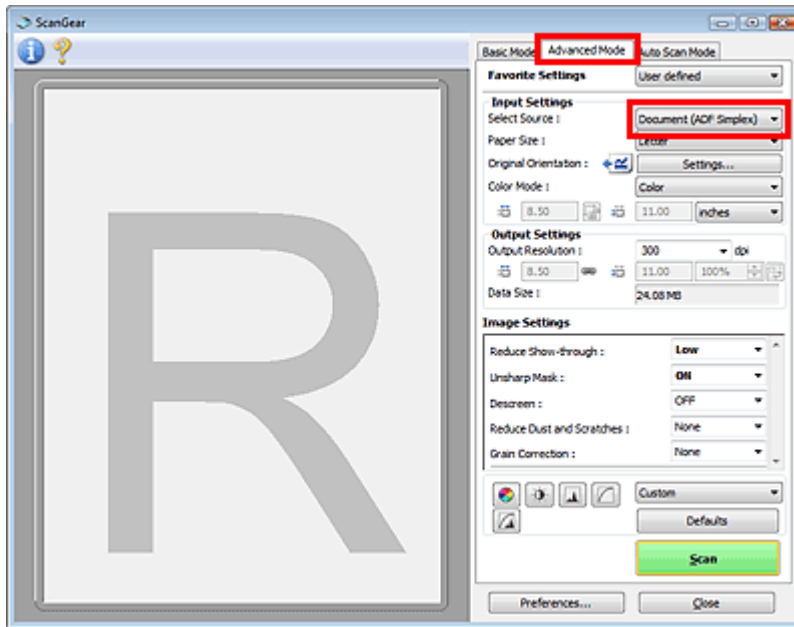 ScanGear
Basic Mode Advanced Mode Auto Scan Mode
Favorite Settings User defined
Input Settings
Select Source : Document (ADF Simplex)
Paper Size : Letter
Original Orientation : Settings...
Color Mode : Color
8.50 11.00 inches
Output Settings
Output Resolution : 300 dpi
8.50 11.00 100%
Data Size : 24.08 MB
Image Settings
Reduce Show-through : Low
Unsharp Mask : ON
Descreen : OFF
Reduce Dust and Scratches : None
Grain Correction : None
Custom
Defaults
Scan
Preferences... Close
R